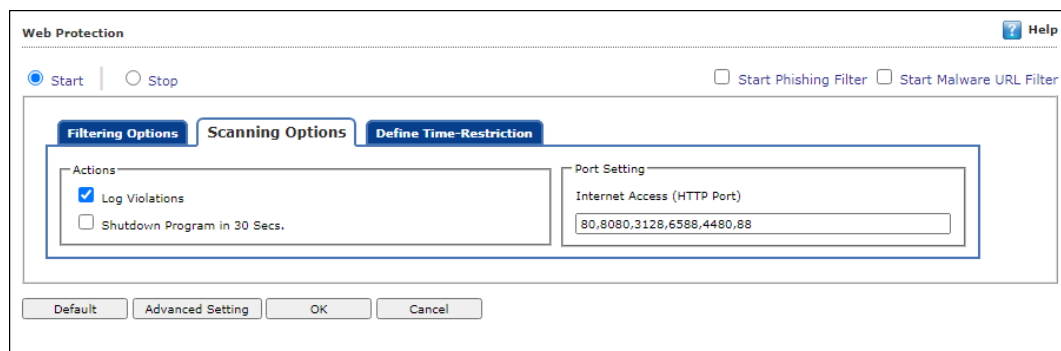 Web Protection
Help
Start
Stop
Start Phishing Filter
Start Malware URL Filter
Filtering Options
Scanning Options
Define Time-Restriction
Actions
Log Violations
Shutdown Program in 30 Secs.
Port Setting
Internet Access (HTTP Port)
80,8080,3128,6588,4480,88
Default
Advanced Setting
OK
Cancel